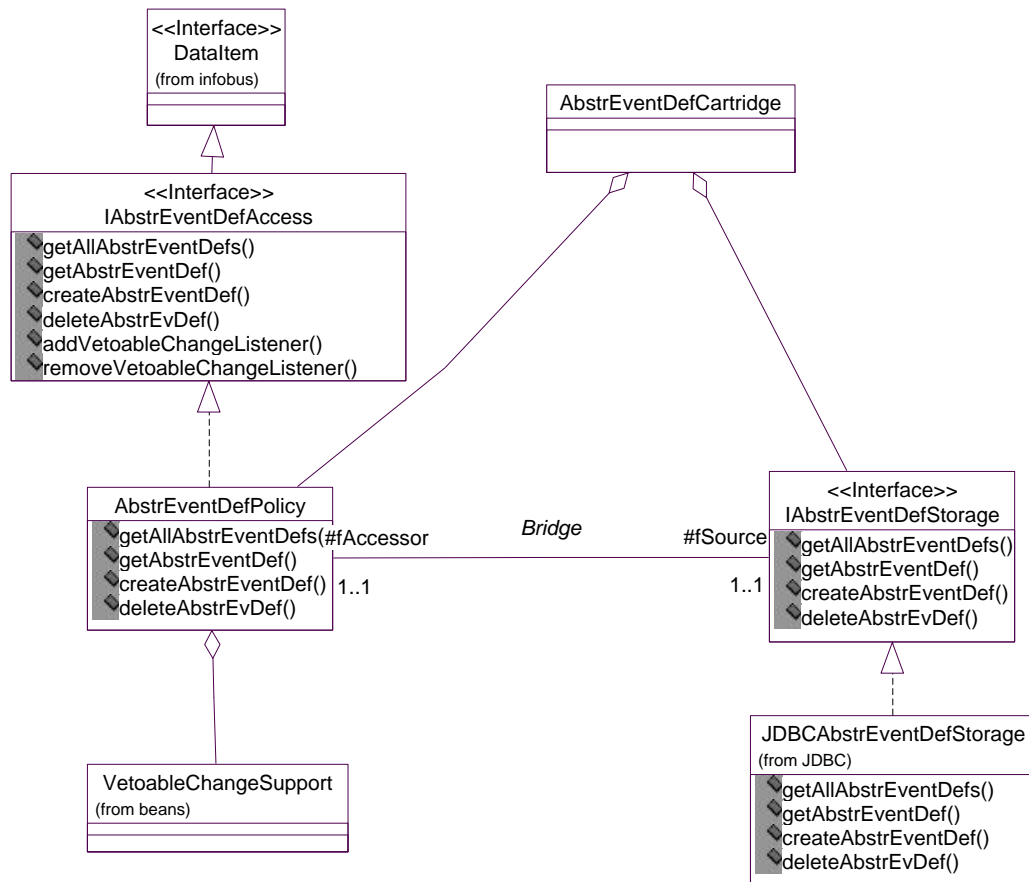 <<Interface>>
DataItem
(from infobus)
AbstrEventDefCartridge
<<Interface>>
IAbstrEventDefAccess
getAllAbstrEventDefs()
getAbstrEventDef()
createAbstrEventDef()
deleteAbstrEvDef()
addVetoableChangeListener()
removeVetoableChangeListener()
AbstrEventDefPolicy
getAllAbstrEventDefs(
getAbstrEventDef()
createAbstrEventDef()
deleteAbstrEvDef()
#fAccessor
1..1
Bridge
#fSource
1..1
<<Interface>>
IAbstrEventDefStorage
getAllAbstrEventDefs()
getAbstrEventDef()
createAbstrEventDef()
deleteAbstrEvDef()
VetoableChangeSupport
(from beans)
JDBCAbstrEventDefStorage
(from JDBC)
getAllAbstrEventDefs()
getAbstrEventDef()
createAbstrEventDef()
deleteAbstrEvDef()